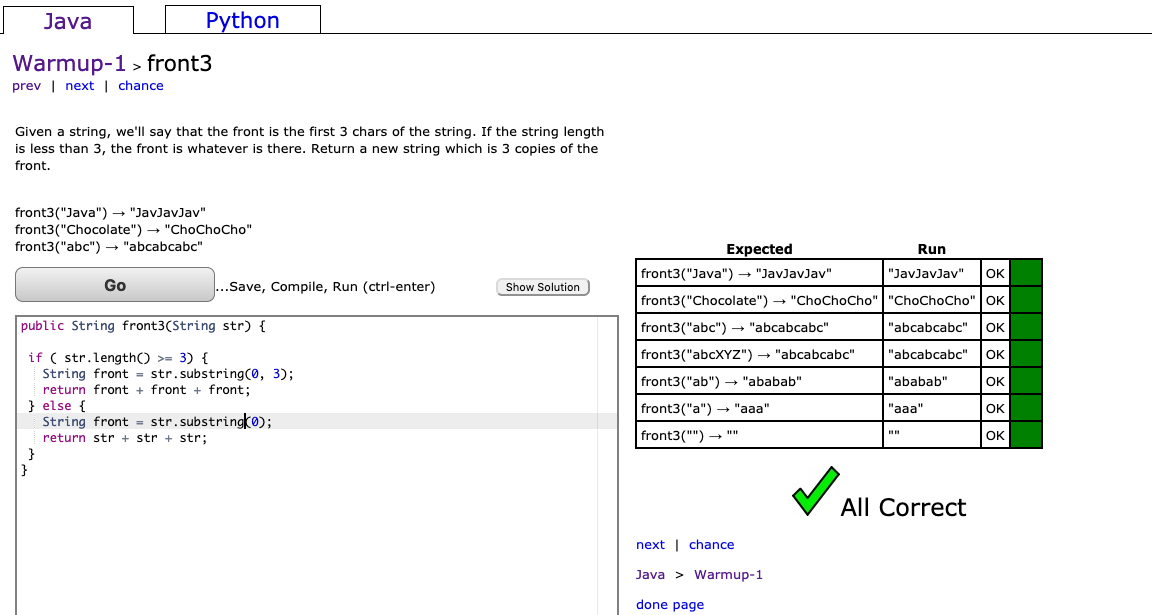 Java
Python
Warmup-1 > front3
prev | next | chance
Given a string, we'll say that the front is the first 3 chars of the string. If the string length
is less than 3, the front is whatever is there. Return a new string which is 3 copies of the
front.
front3("Java") → "JavJavJav"
front3("Chocolate") → "ChoChoCho"
front3("abc") → "abcabcabc"
Go
...Save, Compile, Run (ctrl-enter)
Show Solution
public String front3(String str) {
if ( str.length() >= 3) {
String front = str.substring(0, 3);
return front + front + front;
} else {
String front = str.substring(0);
return str + str + str;
}
}
Expected Run
front3("Java") → "JavJavJav" "JavJavJav" OK
front3("Chocolate") → "ChoChoCho" "ChoChoCho" OK
front3("abc") → "abcabcabc" "abcabcabc" OK
front3("abcXYZ") → "abcabcabc" "abcabcabc" OK
front3("ab") → "ababab" "ababab" OK
front3("a") → "aaa" "aaa" OK
front3("") → "" "" OK
All Correct
next | chance
Java > Warmup-1
done page